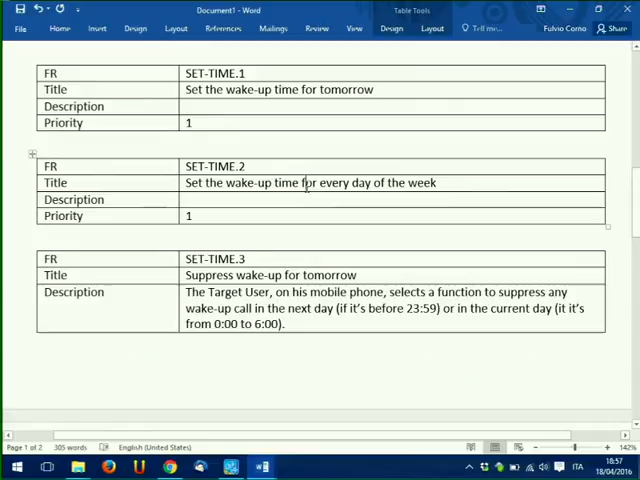 Document1 - Word
Table Tools
File Home Insert Design Layout References Mailings Review View Design Layout Tell me... Fulvio Corno Share
FR SET-TIME.1
Title Set the wake-up time for tomorrow
Description
Priority 1
FR SET-TIME.2
Title Set the wake-up time for every day of the week
Description
Priority 1
FR SET-TIME.3
Title Suppress wake-up for tomorrow
Description The Target User, on his mobile phone, selects a function to suppress any
wake-up call in the next day (if it's before 23:59) or in the current day (it it's
from 0:00 to 6:00).
Page 1 of 2 305 words English (United States) 142%
ITA 18:57
18/04/2016